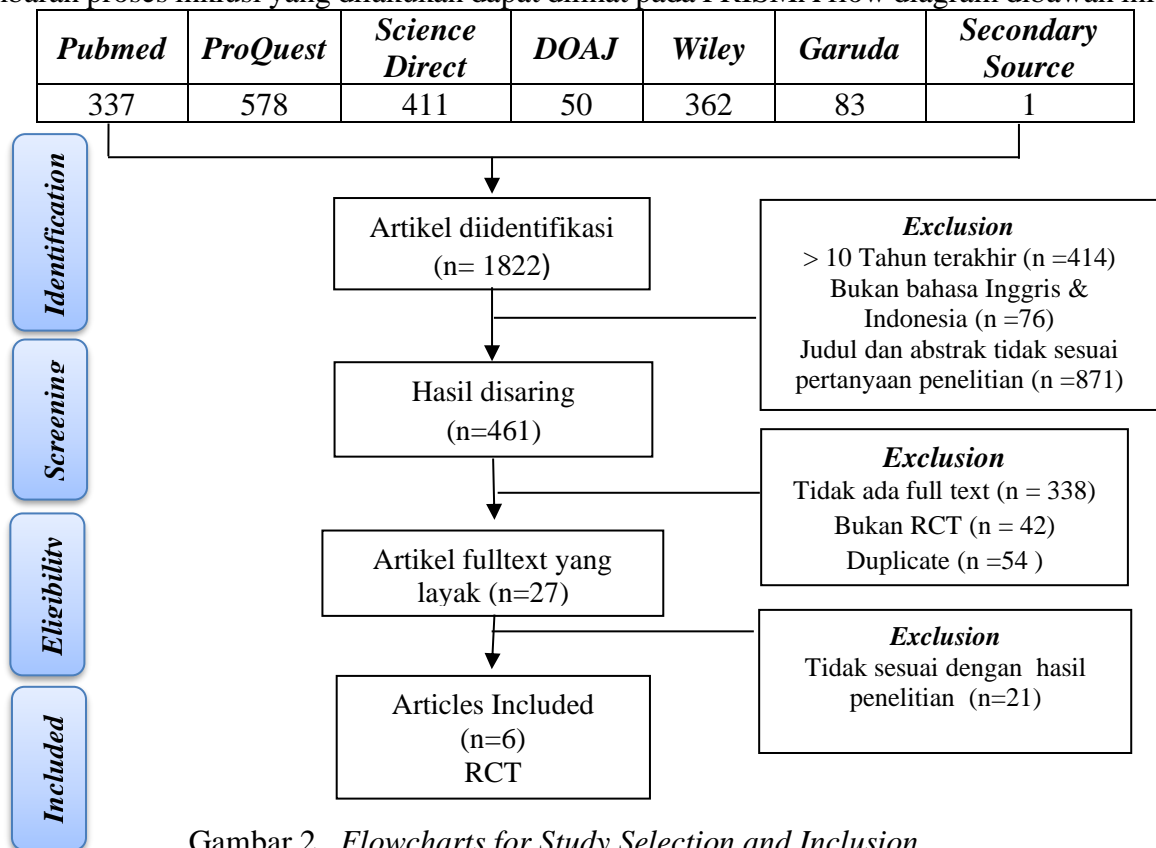 Pubmed ProQuest Science Direct DOAJ Wiley Garuda Secondary Source
337 578 411 50 362 83 1
Identification
Artikel diidentifikasi
(n= 1822)
Exclusion
> 10 Tahun terakhir (n =414)
Bukan bahasa Inggris &
Indonesia (n =76)
Judul dan abstrak tidak sesuai
pertanyaan penelitian (n =871)
Screening
Hasil disaring
(n=461)
Exclusion
Tidak ada full text (n = 338)
Bukan RCT (n = 42)
Duplicate (n =54 )
Eligibility
Artikel fulltext yang
layak (n=27)
Exclusion
Tidak sesuai dengan hasil
penelitian (n=21)
Included
Articles Included
(n=6)
RCT
Gambar 2. Flowcharts for Study Selection and Inclusion